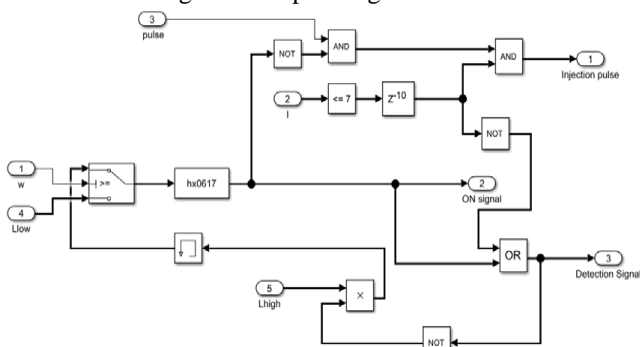 3
pulse
NOT
AND
AND
1
Injection pulse
2
I
<= 7
Z-10
NOT
1
w
>=
hx0617
2
ON signal
4
Llow
OR
3
Detection Signal
5
Lhigh
×
NOT